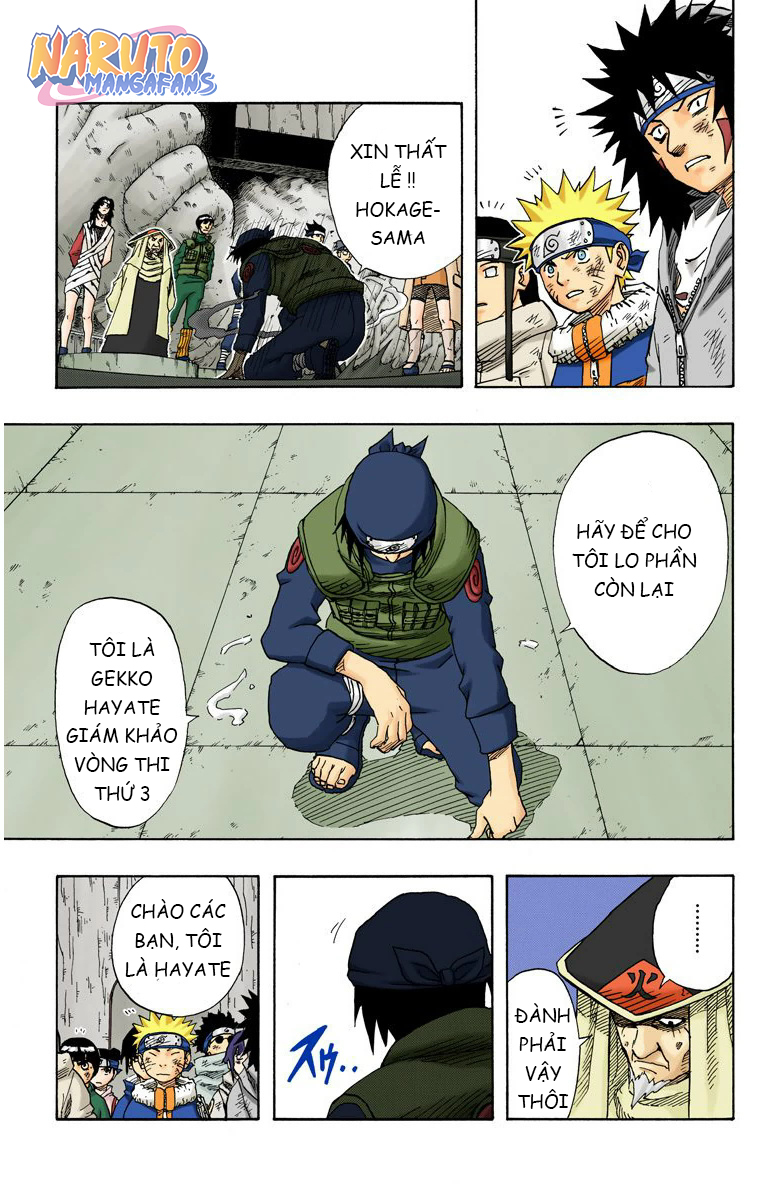 NARUTO
MANGAFANS
XIN THẤT
LỄ !!
HOKAGE-
SAMA
HÃY ĐỂ CHO
TÔI LO PHẦN
CÒN LẠI
TÔI LÀ
GEKKO
HAYATE
GIÁM KHẢO
VÒNG THI
THỨ 3
.........
火
ĐÀNH
PHẢI
VẬY
THÔI
CHÀO CÁC
BẠN, TÔI
LÀ HAYATE